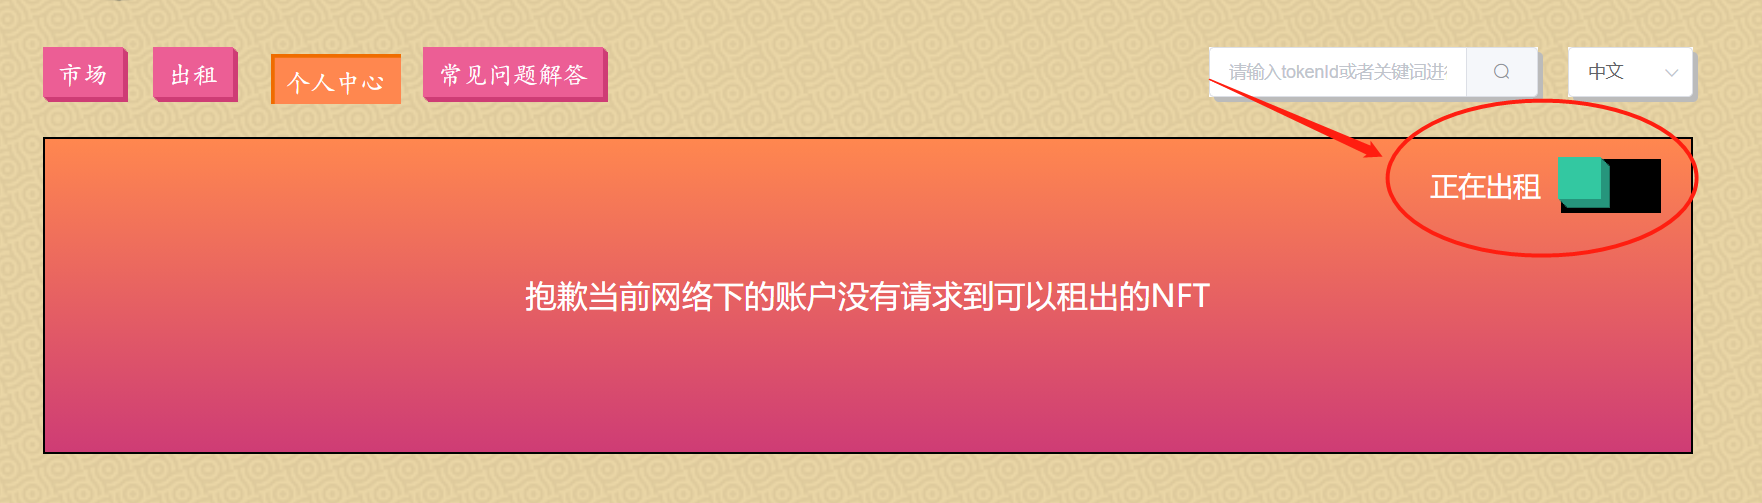 市场
出租
个人中心
常见问题解答
请输入tokenId或者关键词进行
中文
正在出租
抱歉当前网络下的账户没有请求到可以租出的NFT